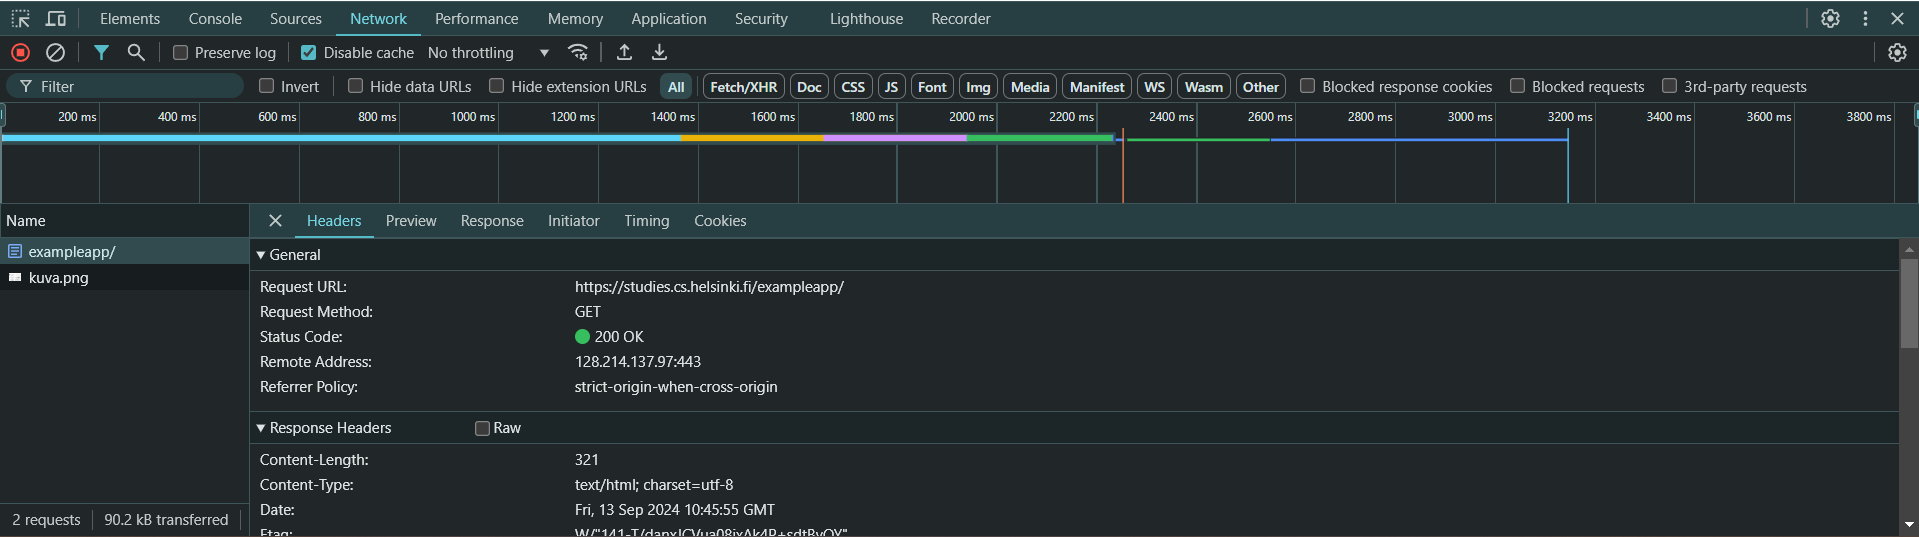 Elements Console Sources Network Performance Memory Application Security Lighthouse Recorder
Preserve log Disable cache No throttling
Filter Invert Hide data URLs Hide extension URLs All Fetch/XHR Doc CSS JS Font Img Media Manifest WS Wasm Other Blocked response cookies Blocked requests 3rd-party requests
200 ms 400 ms 600 ms 800 ms 1000 ms 1200 ms 1400 ms 1600 ms 1800 ms 2000 ms 2200 ms 2400 ms 2600 ms 2800 ms 3000 ms 3200 ms 3400 ms 3600 ms 3800 ms
Name
exampleapp/
kuva.png
2 requests 90.2 kB transferred
Headers Preview Response Initiator Timing Cookies
General
Request URL: https://studies.cs.helsinki.fi/exampleapp/
Request Method: GET
Status Code: 200 OK
Remote Address: 128.214.137.97:443
Referrer Policy: strict-origin-when-cross-origin
Response Headers Raw
Content-Length: 321
Content-Type: text/html; charset=utf-8
Date: Fri, 13 Sep 2024 10:45:55 GMT
Etag: